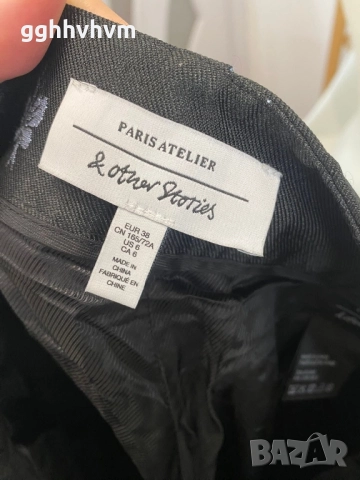 gghhvhvm
PARIS ATELIER
& other Stories
EUR 38
CN 165/72A
US 6
CA 6
MADE IN
CHINA
FABRIQUÉ EN
CHINE
BAZAR